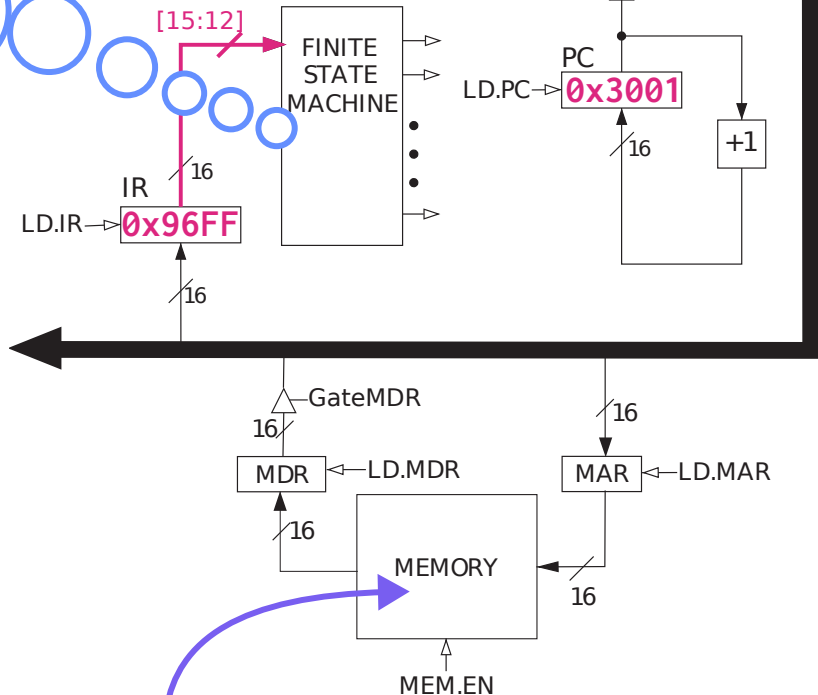 [15:12]
FINITE
STATE
MACHINE
PC
LD.PC
0x3001
+1
16
16
IR
LD.IR
0x96FF
16
GateMDR
16
16
MDR
LD.MDR
MAR
LD.MAR
16
MEMORY
16
MEM.EN